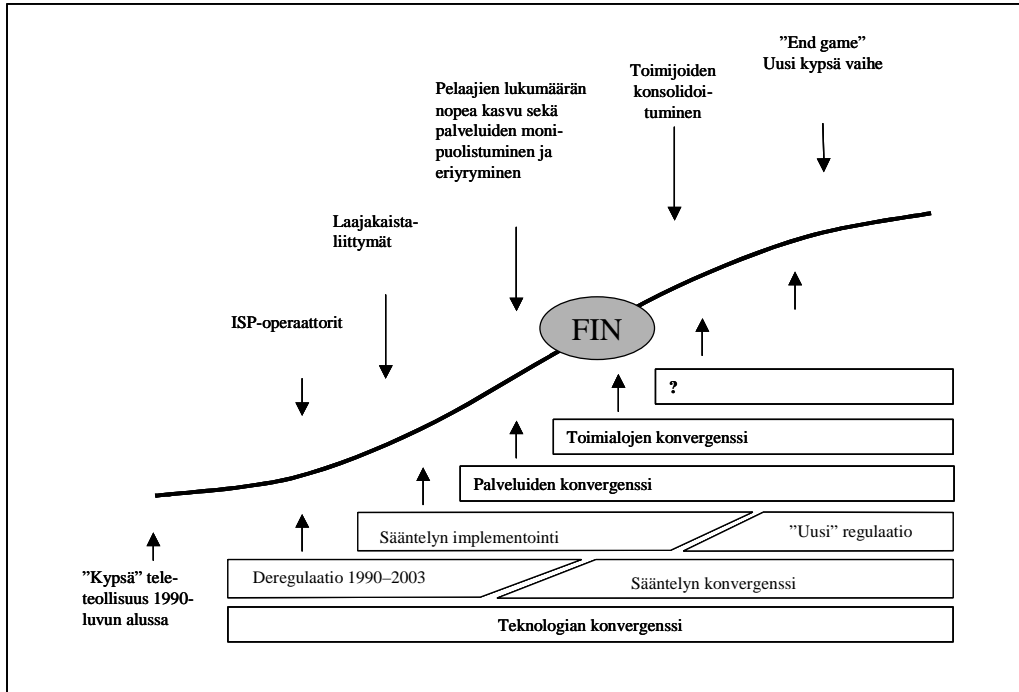 ”End game”
Uusi kypsä vaihe
Toimijoiden
konsolidoi-
tuminen
Pelaajien lukumäärän
nopea kasvu sekä
palveluiden moni-
puolistuminen ja
eriyryminen
Laajakaista-
liittymät
ISP-operaattorit
FIN
?
Toimialojen konvergenssi
Palveluiden konvergenssi
Sääntelyn implementointi
”Uusi” regulaatio
”Kypsä” tele-
teollisuus 1990-
luvun alussa
Deregulaatio 1990–2003
Sääntelyn konvergenssi
Teknologian konvergenssi